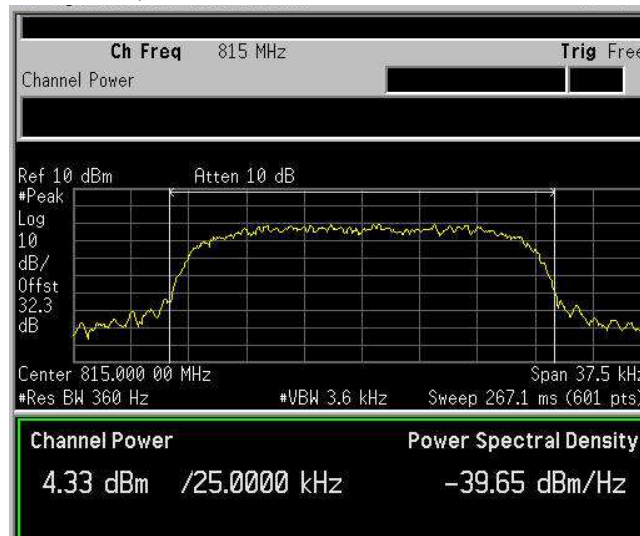 Ch Freq 815 MHz Trig Free
Channel Power
Ref 10 dBm Atten 10 dB
#Peak
Log
10
dB/
Offst
32.3
dB
Center 815.000 00 MHz Span 37.5 kHz
#Res BW 360 Hz #VBW 3.6 kHz Sweep 267.1 ms (601 pts)
Channel Power Power Spectral Density
4.33 dBm /25.0000 kHz -39.65 dBm/Hz